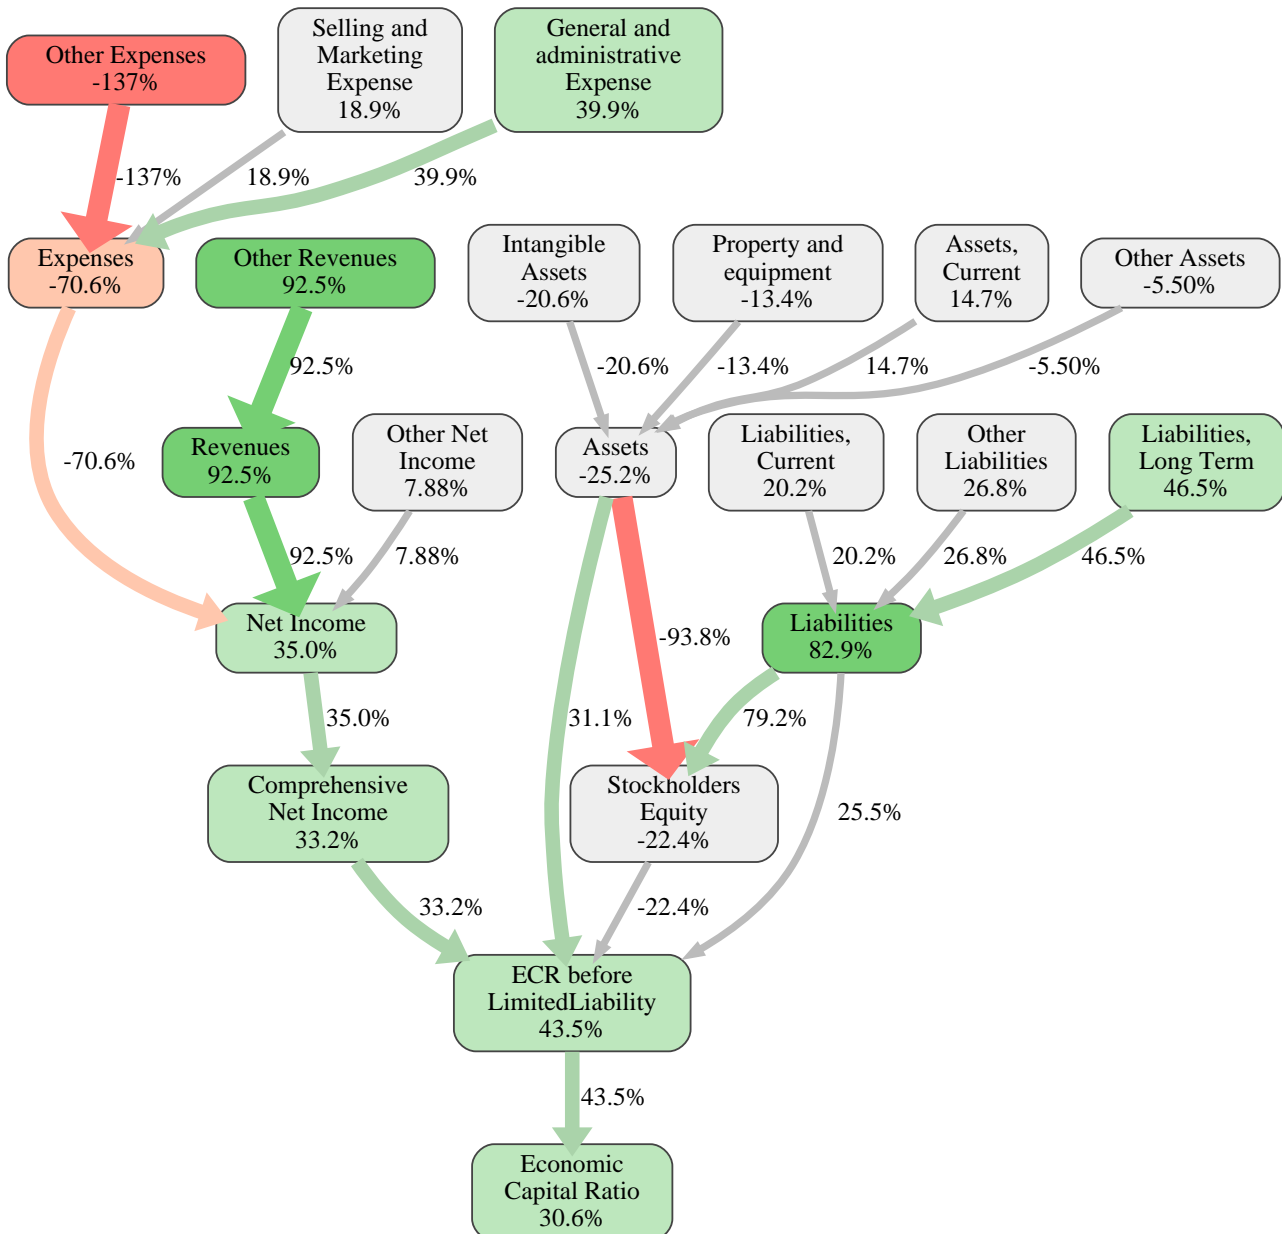 Other Expenses
-137%
Selling and
Marketing
Expense
18.9%
General and
administrative
Expense
39.9%
-137%
18.9%
39.9%
Expenses
-70.6%
Other Revenues
92.5%
Intangible
Assets
-20.6%
Property and
equipment
-13.4%
Assets,
Current
14.7%
Other Assets
-5.50%
92.5%
-20.6%
-13.4%
14.7%
-5.50%
-70.6%
Revenues
92.5%
Other Net
Income
7.88%
Assets
-25.2%
Liabilities,
Current
20.2%
Other
Liabilities
26.8%
Liabilities,
Long Term
46.5%
92.5%
7.88%
20.2%
26.8%
46.5%
Net Income
35.0%
-93.8%
Liabilities
82.9%
35.0%
31.1%
79.2%
Comprehensive
Net Income
33.2%
Stockholders
Equity
-22.4%
25.5%
33.2%
-22.4%
ECR before
LimitedLiability
43.5%
43.5%
Economic
Capital Ratio
30.6%